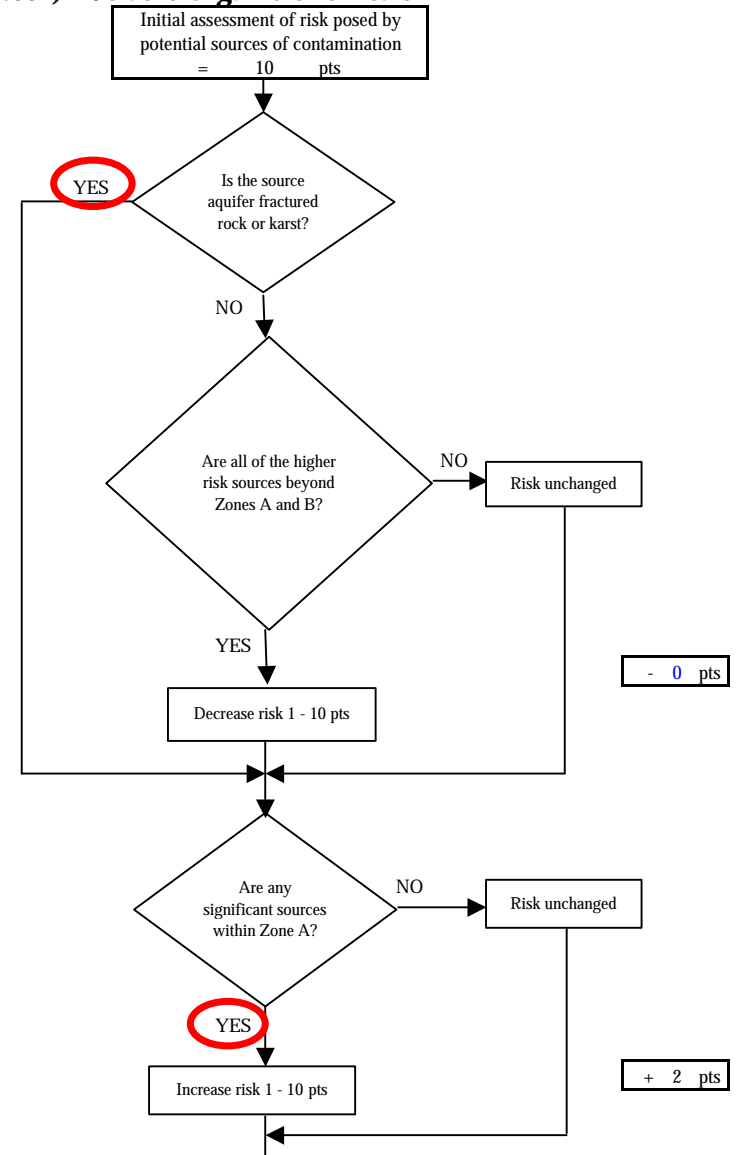 Initial assessment of risk posed by
potential sources of contamination
= 10 pts
YES
Is the source
aquifer fractured
rock or karst?
NO
Are all of the higher
risk sources beyond
Zones A and B?
NO
Risk unchanged
YES
- 0 pts
Decrease risk 1 - 10 pts
Are any
significant sources
within Zone A?
NO
Risk unchanged
YES
+ 2 pts
Increase risk 1 - 10 pts